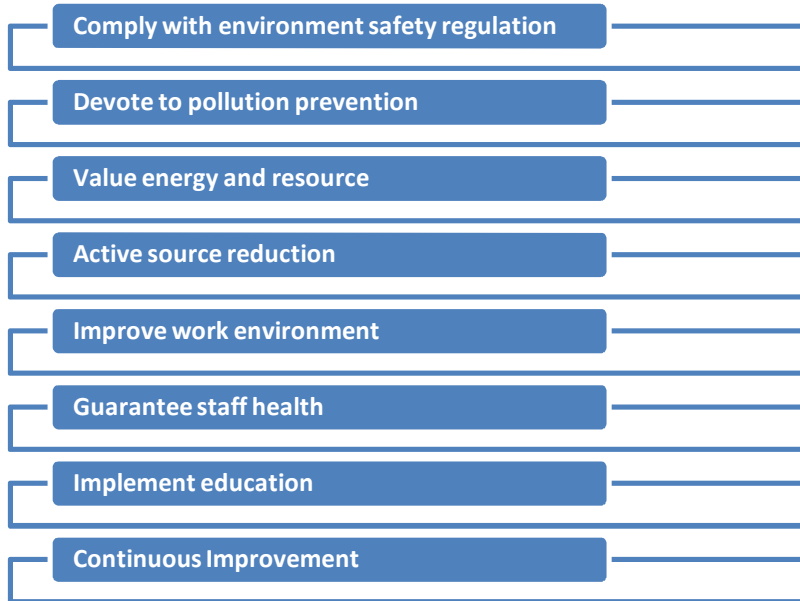 Comply with environment safety regulation
Devote to pollution prevention
Value energy and resource
Active source reduction
Improve work environment
Guarantee staff health
Implement education
Continuous Improvement